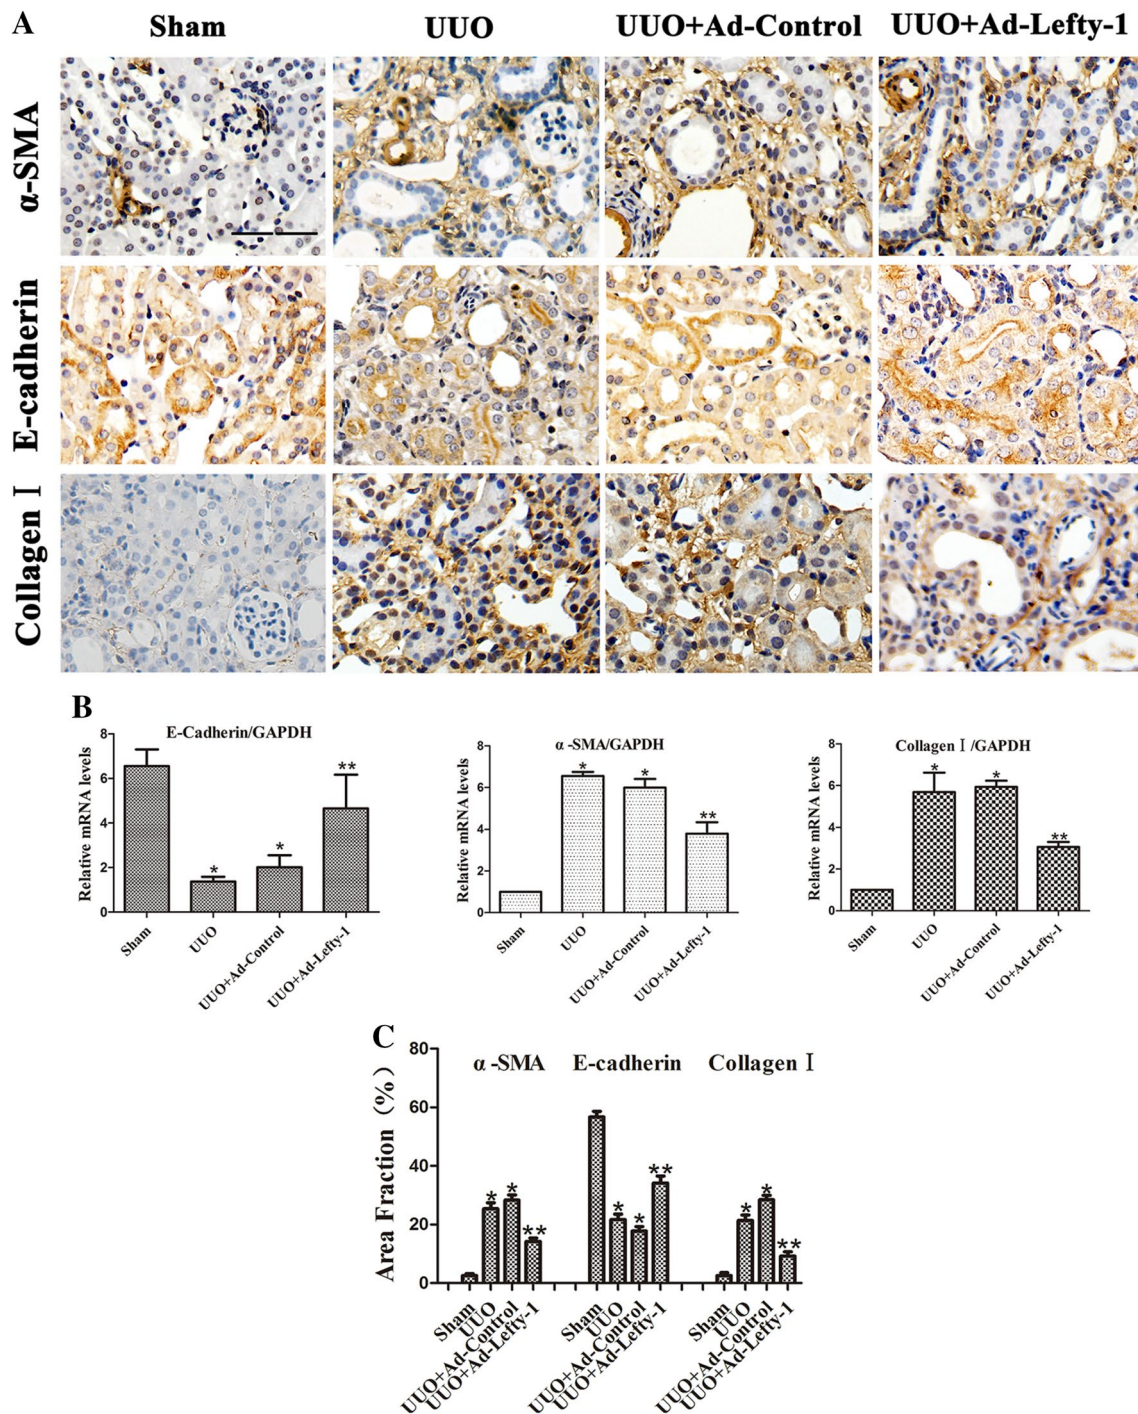 A
Sham
UUO
UUO+Ad-Control
UUO+Ad-Lefty-1
α-SMA
E-cadherin
Collagen Ⅰ
B
E-Cadherin/GAPDH
Relative mRNA levels
8
6
4
2
0
*
*
**
Sham
UUO
UUO+Ad-Control
UUO+Ad-Lefty-1
α-SMA/GAPDH
Relative mRNA levels
8
6
4
2
0
*
*
**
Sham
UUO
UUO+Ad-Control
UUO+Ad-Lefty-1
Collagen Ⅰ/GAPDH
Relative mRNA levels
8
6
4
2
0
*
*
**
Sham
UUO
UUO+Ad-Control
UUO+Ad-Lefty-1
C
α-SMA
E-cadherin
Collagen Ⅰ
Area Fraction (%)
80
60
40
20
0
*
*
**
*
*
**
*
*
**
Sham
UUO
UUO+Ad-Control
UUO+Ad-Lefty-1
Sham
UUO
UUO+Ad-Control
UUO+Ad-Lefty-1
Sham
UUO
UUO+Ad-Control
UUO+Ad-Lefty-1